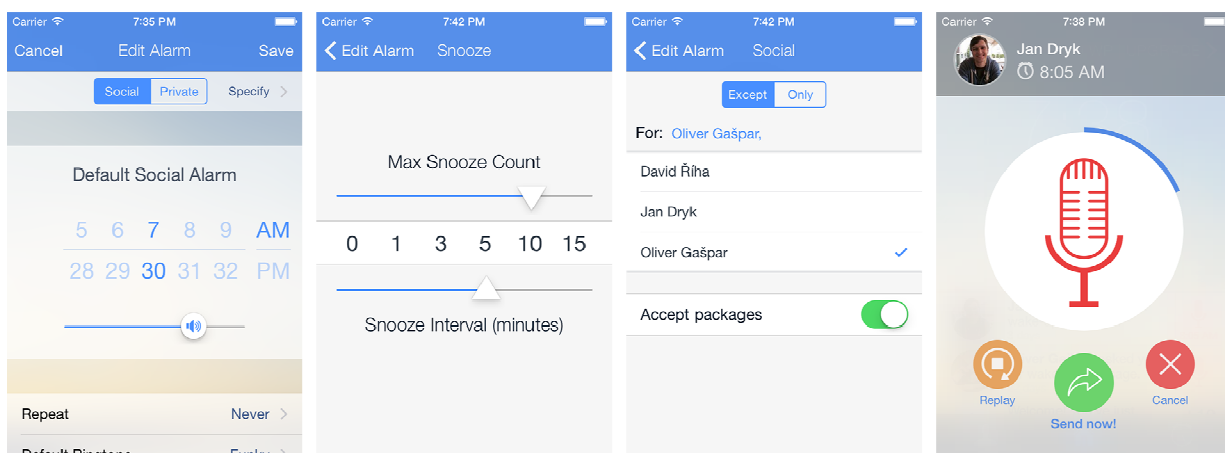 Carrier 7:35 PM
Cancel Edit Alarm Save
Social Private Specify
Default Social Alarm
5 6 7 8 9 AM
28 29 30 31 32 PM
Repeat Never
Default Ringtone Funky
Carrier 7:42 PM
Edit Alarm Snooze
Max Snooze Count
0 1 3 5 10 15
Snooze Interval (minutes)
Carrier 7:42 PM
Edit Alarm Social
Except Only
For: Oliver Gašpar,
David Říha
Jan Dryk
Oliver Gašpar
Accept packages
Carrier 7:38 PM
Jan Dryk
8:05 AM
Replay
Send now!
Cancel